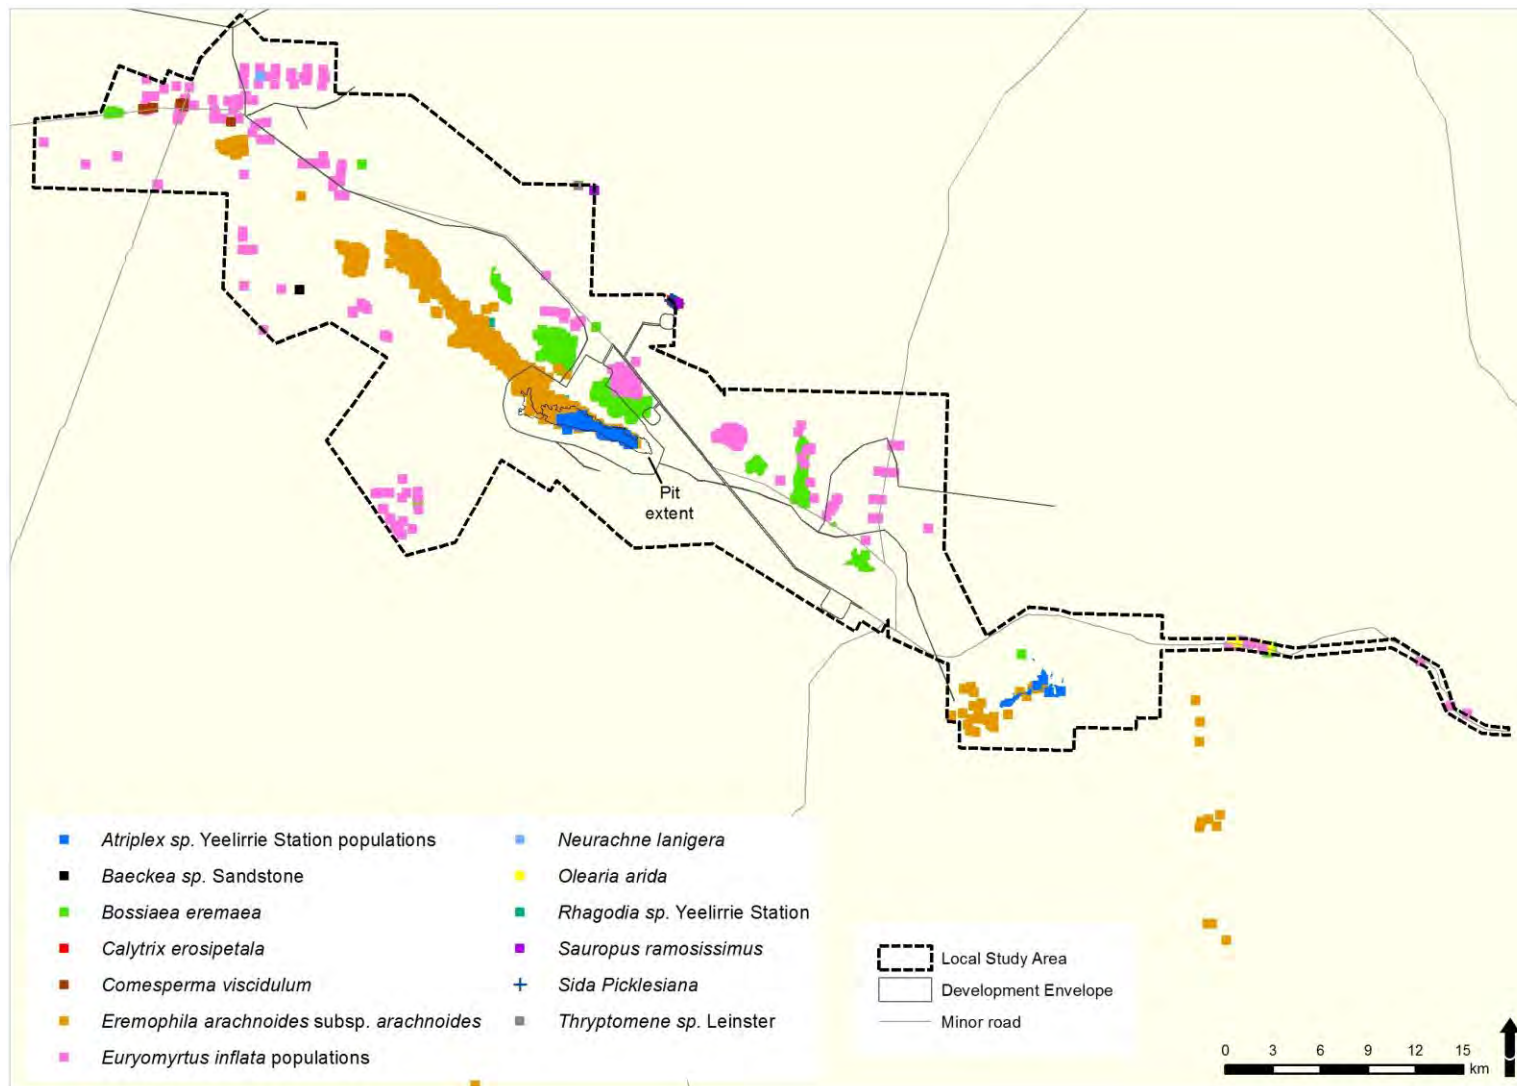 Pit
extent
Atriplex sp. Yeelirrie Station populations
Baeckea sp. Sandstone
Bossiaea eremaea
Calytrix erosipetala
Comesperma viscidulum
Eremophila arachnoides subsp. arachnoides
Euryomyrtus inflata populations
Neurachne lanigera
Olearia arida
Rhagodia sp. Yeelirrie Station
Sauropus ramosissimus
Sida Picklesiana
Thryptomene sp. Leinster
Local Study Area
Development Envelope
Minor road
0 3 6 9 12 15
km